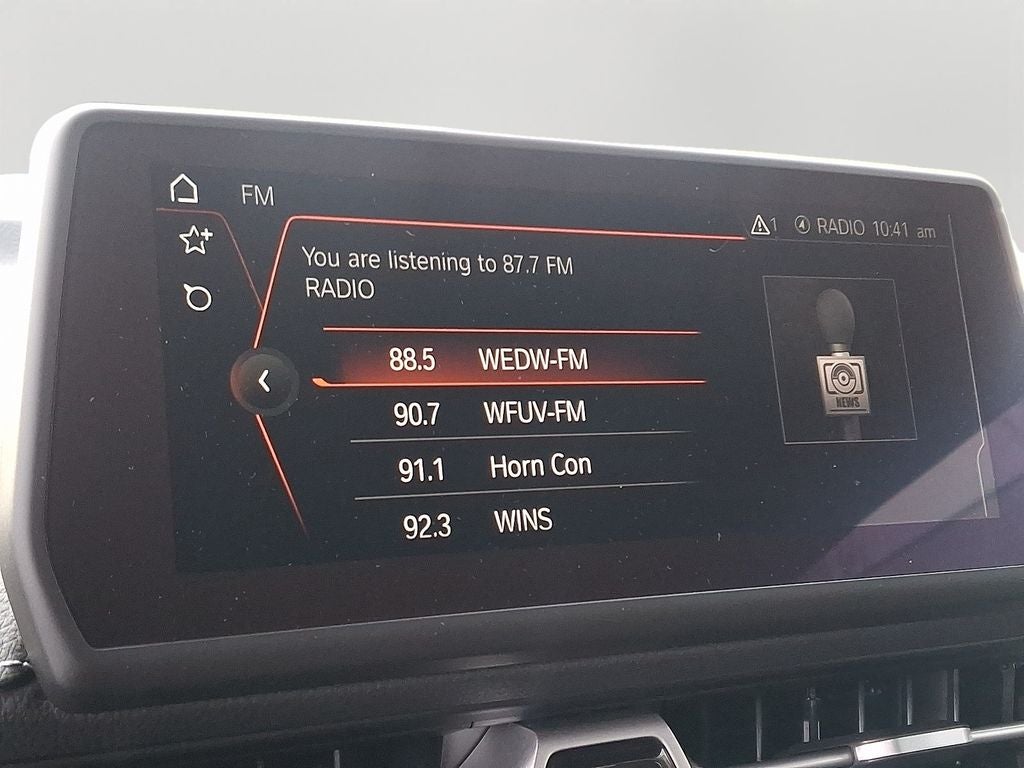 FM
1 RADIO 10:41 am
You are listening to 87.7 FM
RADIO
88.5 WEDW-FM
90.7 WFUV-FM
91.1 Horn Con
92.3 WINS
NEWS